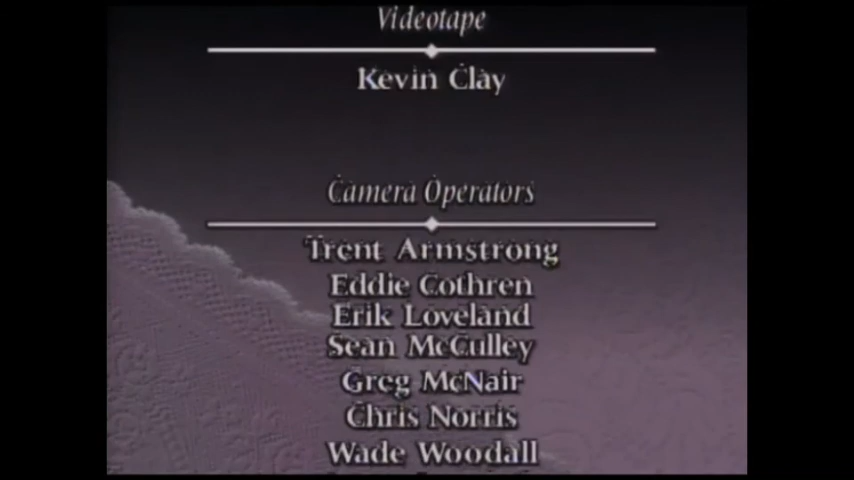 Videotape
Kevin Clay
Camera Operators
Trent Armstrong
Eddie Cothren
Erik Loveland
Sean McCulley
Greg McNair
Chris Norris
Wade Woodall